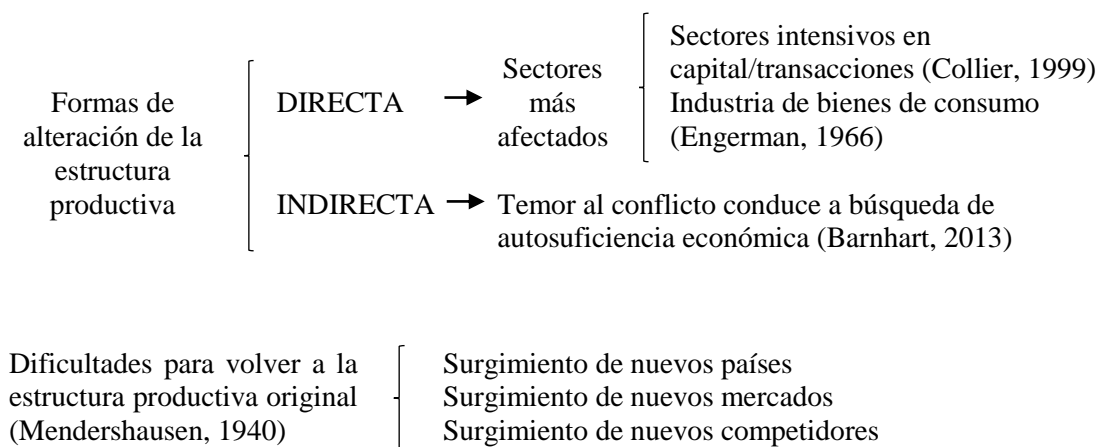 Formas de
alteración de la
estructura
productiva
DIRECTA
Sectores
más
afectados
Sectores intensivos en
capital/transacciones (Collier, 1999)
Industria de bienes de consumo
(Engerman, 1966)
INDIRECTA
Temor al conflicto conduce a búsqueda de
autosuficiencia económica (Barnhart, 2013)
Dificultades para volver a la
estructura productiva original
(Mendershausen, 1940)
Surgimiento de nuevos países
Surgimiento de nuevos mercados
Surgimiento de nuevos competidores